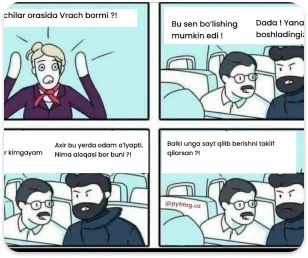 chilar orasida Vrach bormi ?!
Bu sen bo'lishing
mumkin edi !
Dada ! Yana
boshladingiz
r kimgayam
Axir bu yerda odam o'lyapti.
Nima aloqasi bor buni ?!
Balki unga sayt qilib berishni taklif
qilarsan ?!
@pyblog.uz